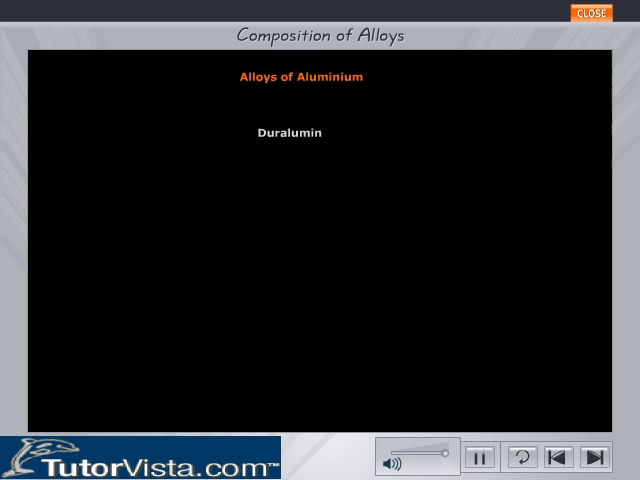 CLOSE
Composition of Alloys
Alloys of Aluminium
Duralumin
TutorVista.com™